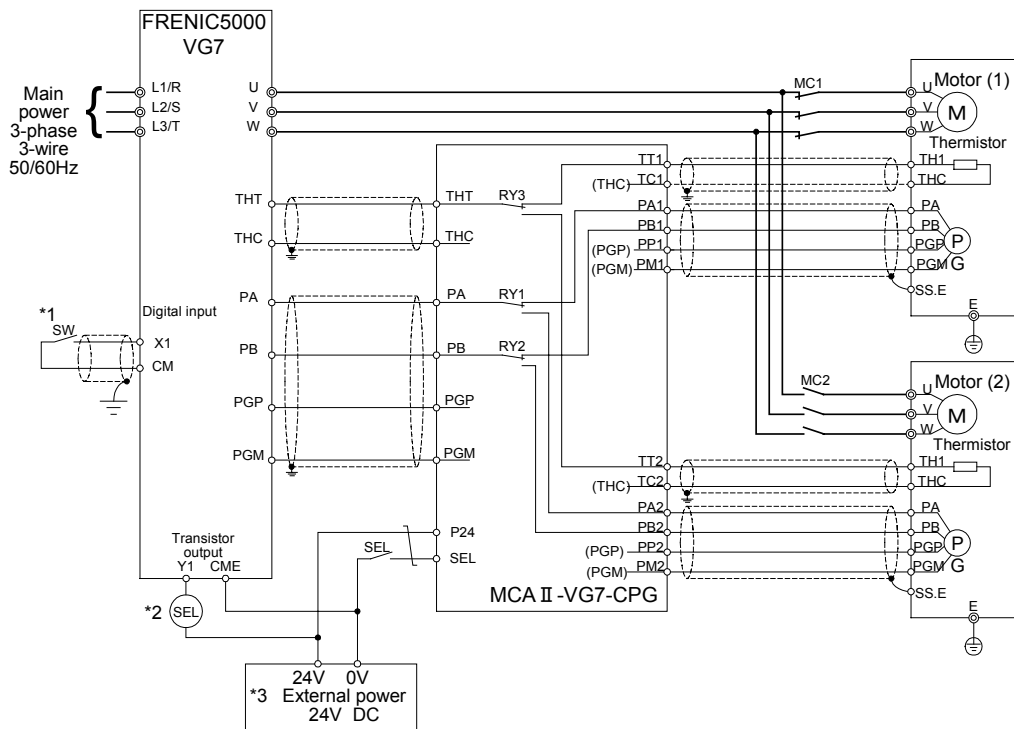 FRENIC5000
VG7
Main
power
3-phase
3-wire
50/60Hz
L1/R
L2/S
L3/T
U
V
W
MC1
Motor (1)
U
V
W
M
Thermistor
TH1
THC
PA
PB
PGP
PGM
P
G
SS.E
E
TT1
(THC) TC1
PA1
PB1
(PGP) PP1
(PGM) PM1
THT
THC
THT
THC
RY3
PA
PB
PGP
PGM
PA
PB
PGP
PGM
RY1
RY2
*1
SW
Digital input
X1
CM
MC2
Motor (2)
U
V
W
M
Thermistor
TH1
THC
PA
PB
PGP
PGM
P
G
SS.E
E
TT2
(THC) TC2
PA2
PB2
(PGP) PP2
(PGM) PM2
P24
SEL
SEL
MCA II-VG7-CPG
Transistor
output
Y1 CME
*2 SEL
24V 0V
*3 External power
24V DC